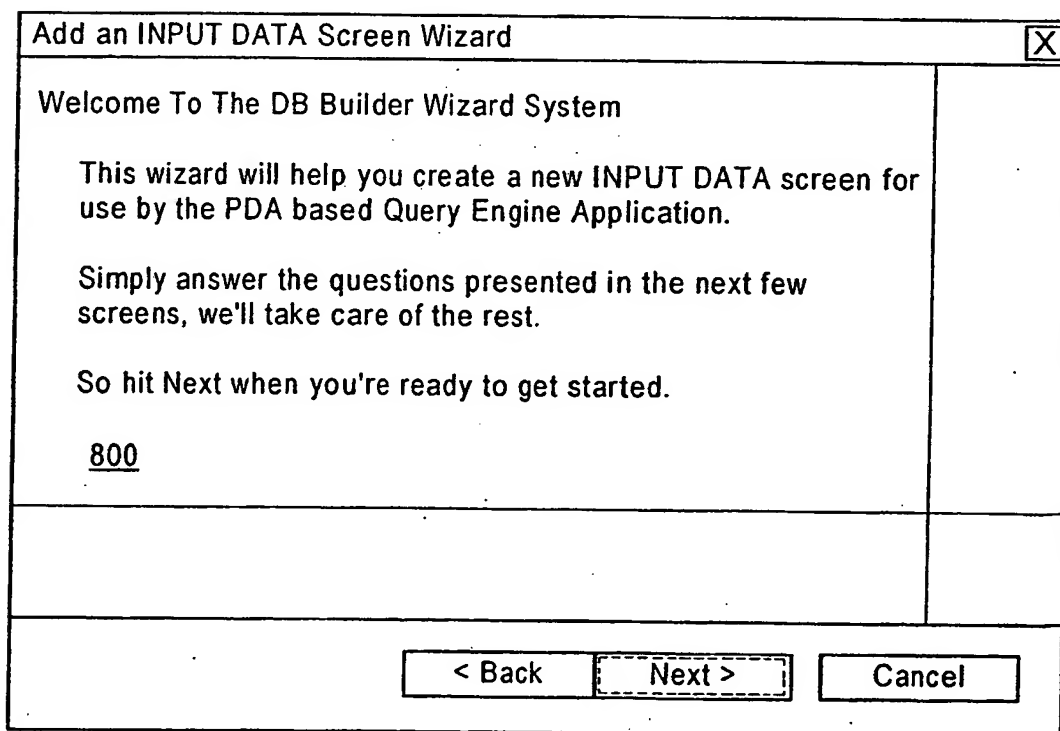 Add an INPUT DATA Screen Wizard
X
Welcome To The DB Builder Wizard System
This wizard will help you create a new INPUT DATA screen for
use by the PDA based Query Engine Application.
Simply answer the questions presented in the next few
screens, we'll take care of the rest.
So hit Next when you're ready to get started.
800
< Back
Next >
Cancel